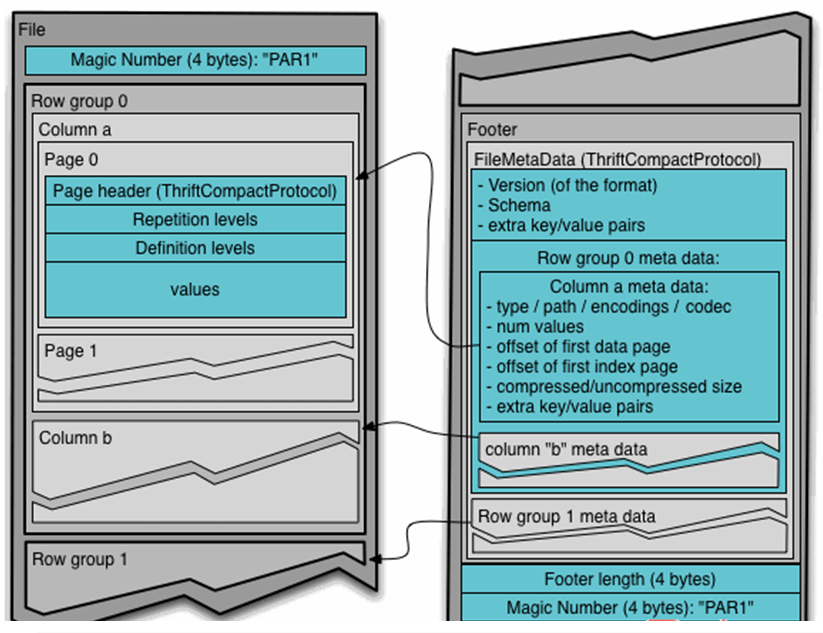 File
Magic Number (4 bytes): "PAR1"
Row group 0
Column a
Page 0
Page header (ThriftCompactProtocol)
Repetition levels
Definition levels
values
Page 1
Column b
Row group 1
Footer
FileMetaData (ThriftCompactProtocol)
- Version (of the format)
- Schema
- extra key/value pairs
Row group 0 meta data:
Column a meta data:
- type / path / encodings / codec
- num values
- offset of first data page
- offset of first index page
- compressed/uncompressed size
- extra key/value pairs
column "b" meta data
Row group 1 meta data
Footer length (4 bytes)
Magic Number (4 bytes): "PAR1"